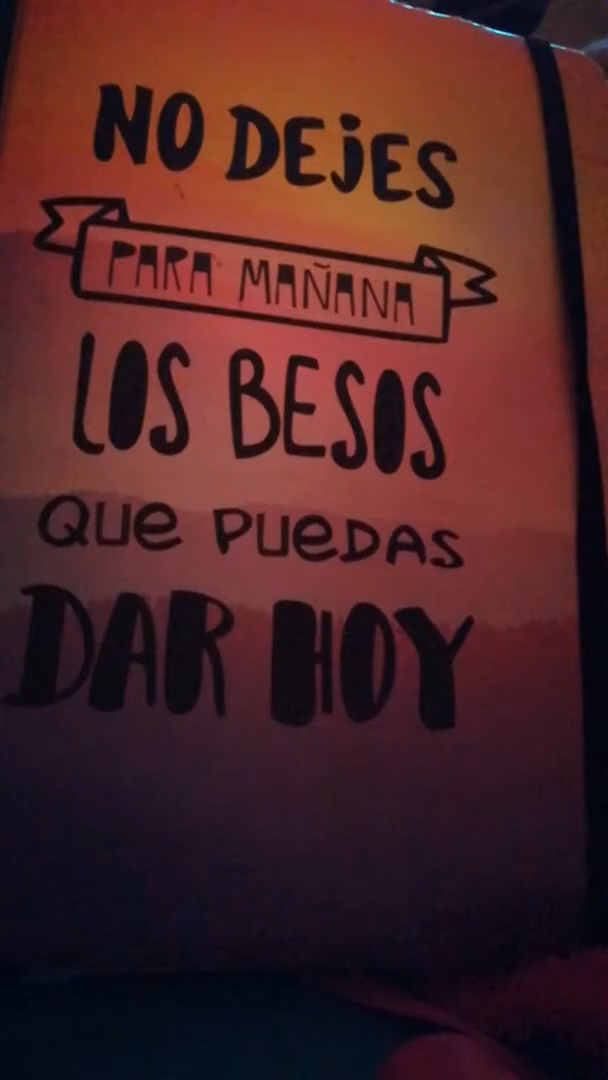 NO DEJES
PARA MAÑANA
LOS BESOS
QUE PUEDAS
DAR HOY